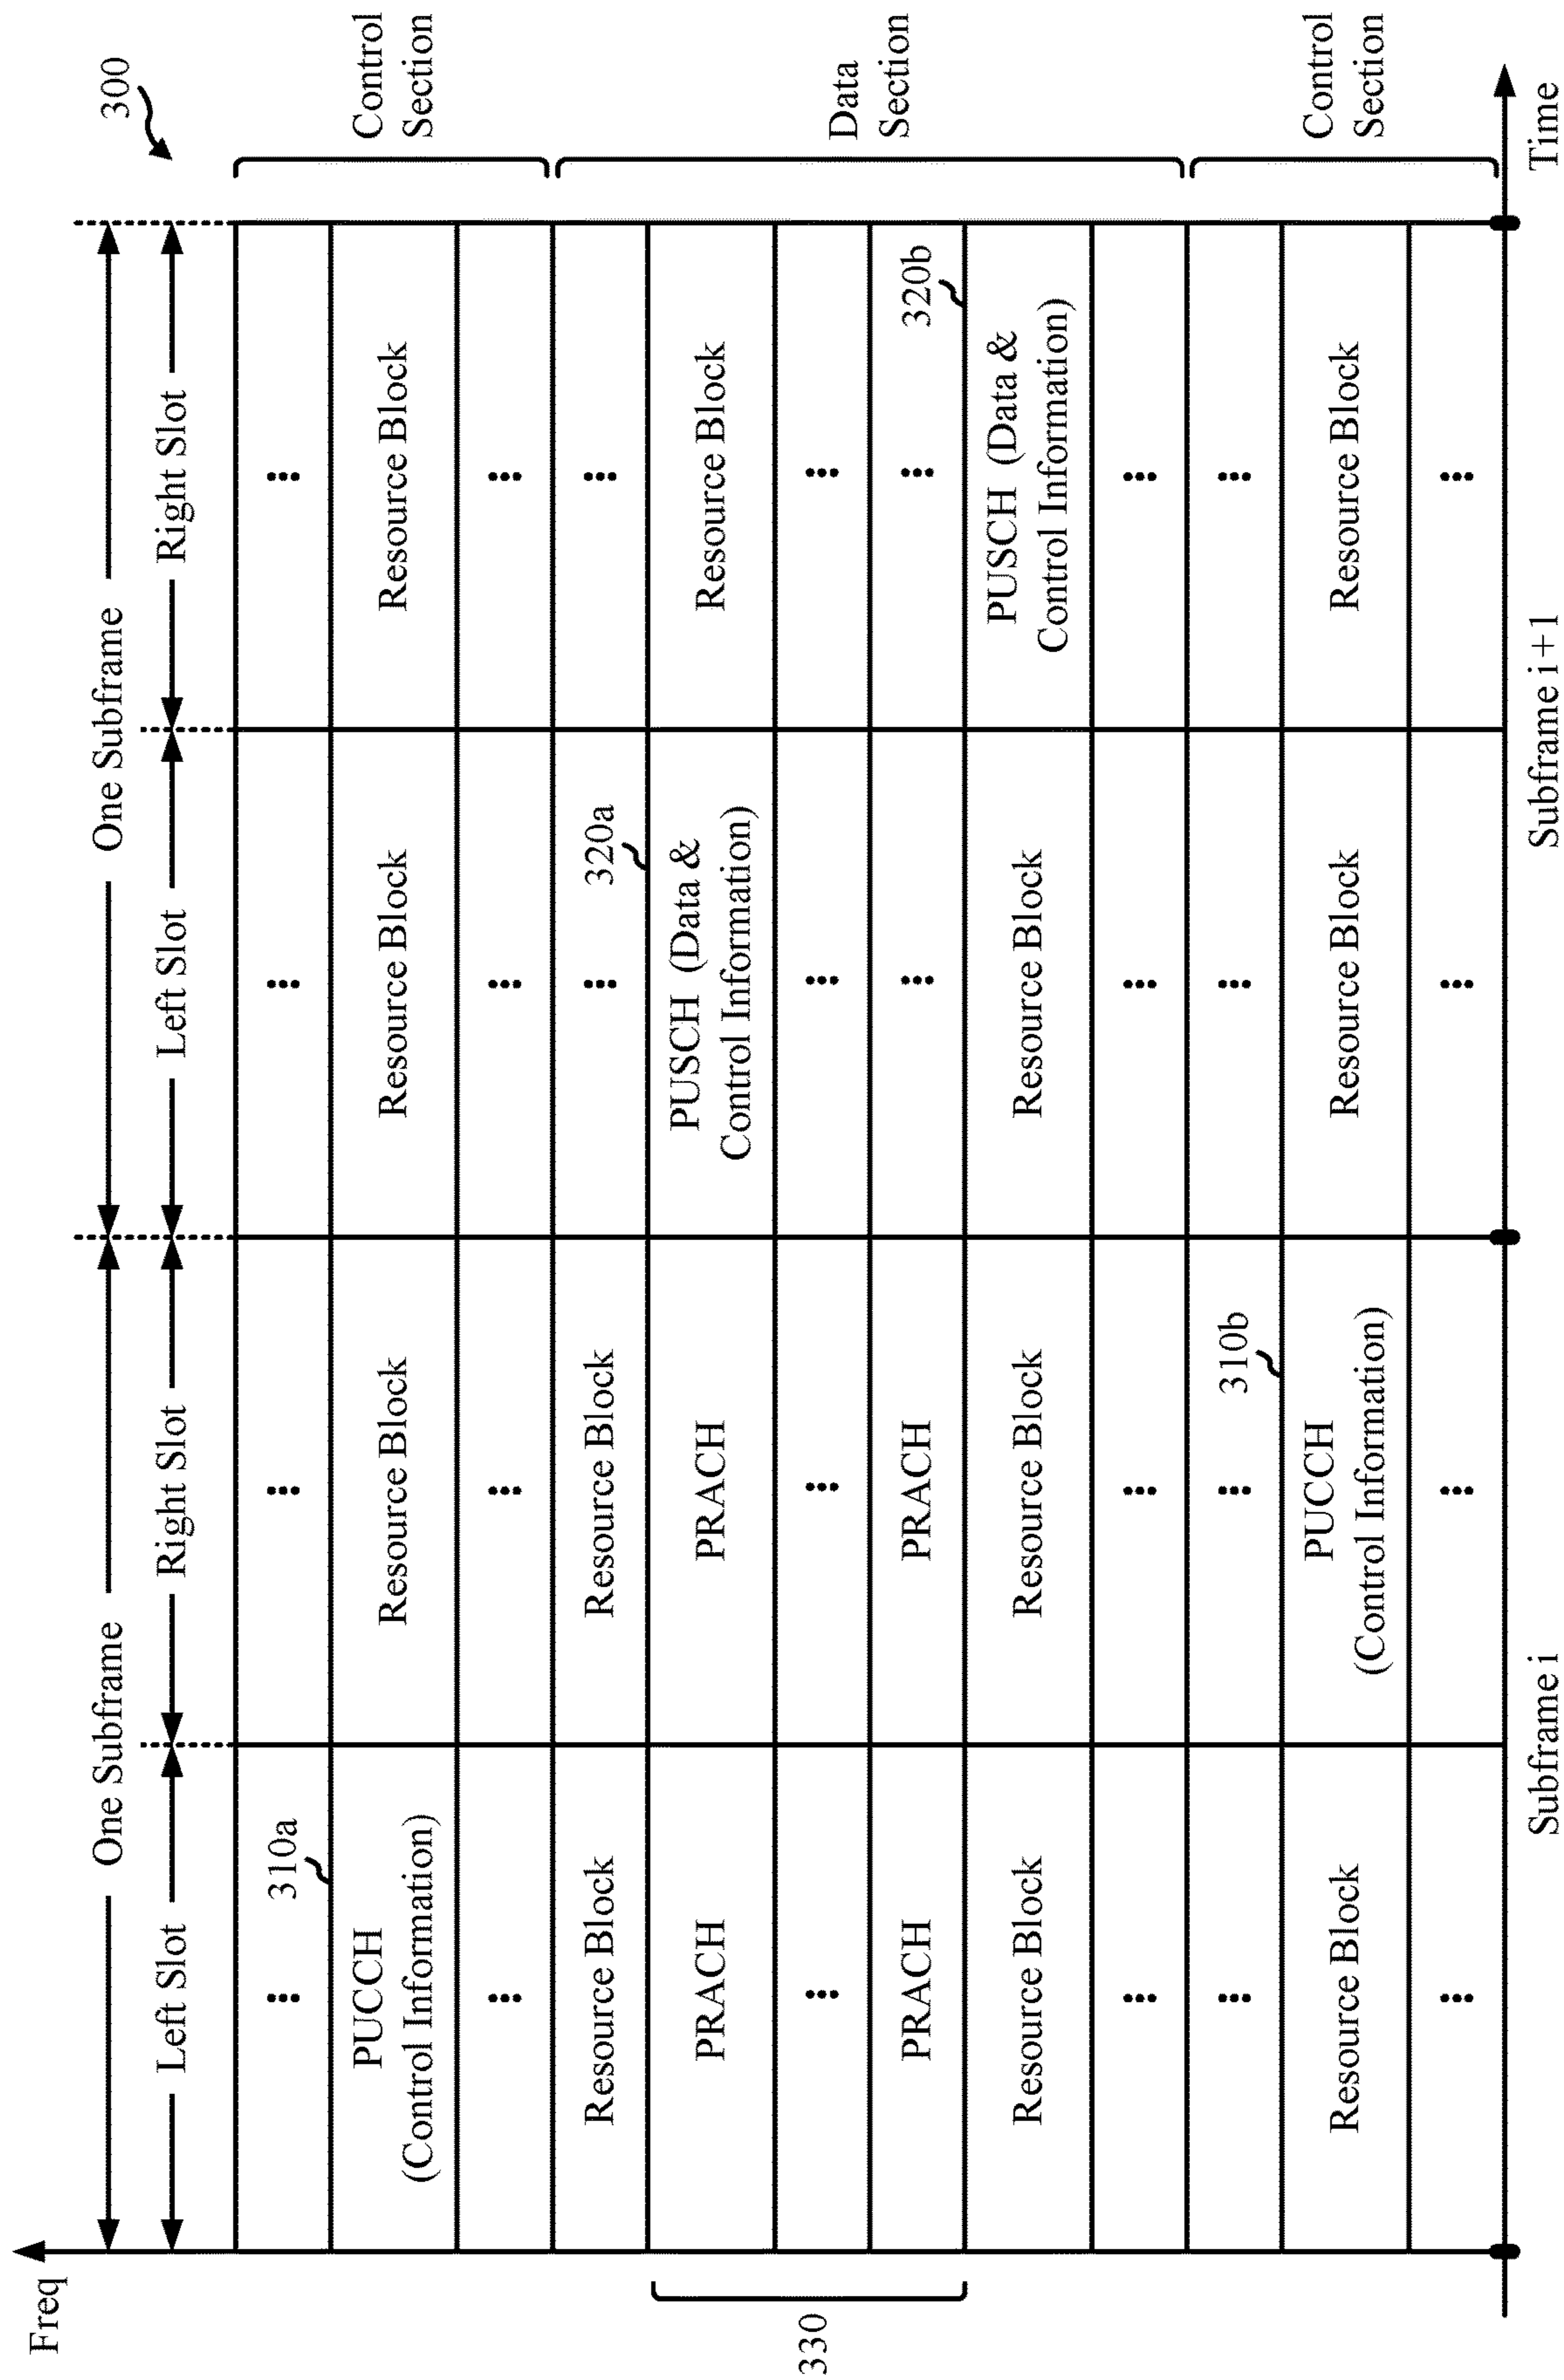 300
Freq
One Subframe
One Subframe
Left Slot
Right Slot
Left Slot
Right Slot
310a
...
...
...
...
Control
Section
PUCCH
(Control Information)
Resource Block
Resource Block
Resource Block
...
...
...
...
320a
Resource Block
Resource Block
...
...
Data
Section
PRACH
PRACH
PUSCH (Data &
Control Information)
Resource Block
330
...
...
...
...
320b
PRACH
PRACH
...
...
Resource Block
Resource Block
Resource Block
PUSCH (Data &
Control Information)
...
...
...
...
310b
...
...
...
...
Control
Section
Resource Block
PUCCH
(Control Information)
Resource Block
Resource Block
...
...
...
...
Subframe i
Subframe i+1
Time